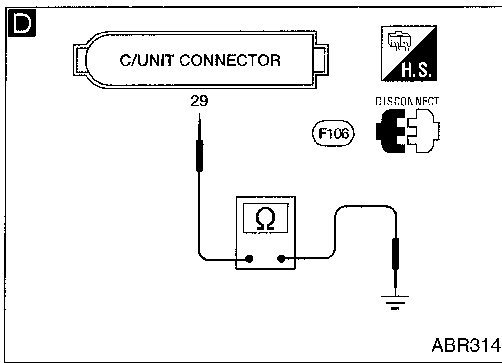 D
C/UNIT CONNECTOR
H.S.
29
DISCONNECT
F106
Ω
ABR314